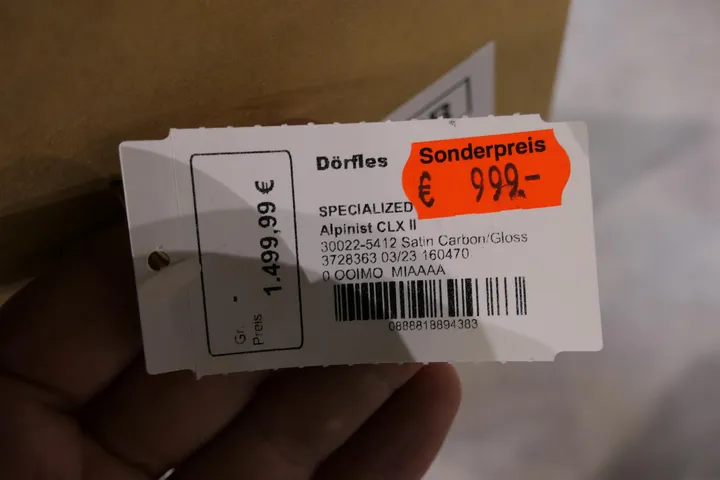 Gr. -
Preis 1.499,99 €
Dörfles
Sonderpreis
€ 999.-
SPECIALIZED
Alpinist CLX II
30022-5412 Satin Carbon/Gloss
3728363 03/23 160470
0 OOIMO MIAAAA
0888818894383